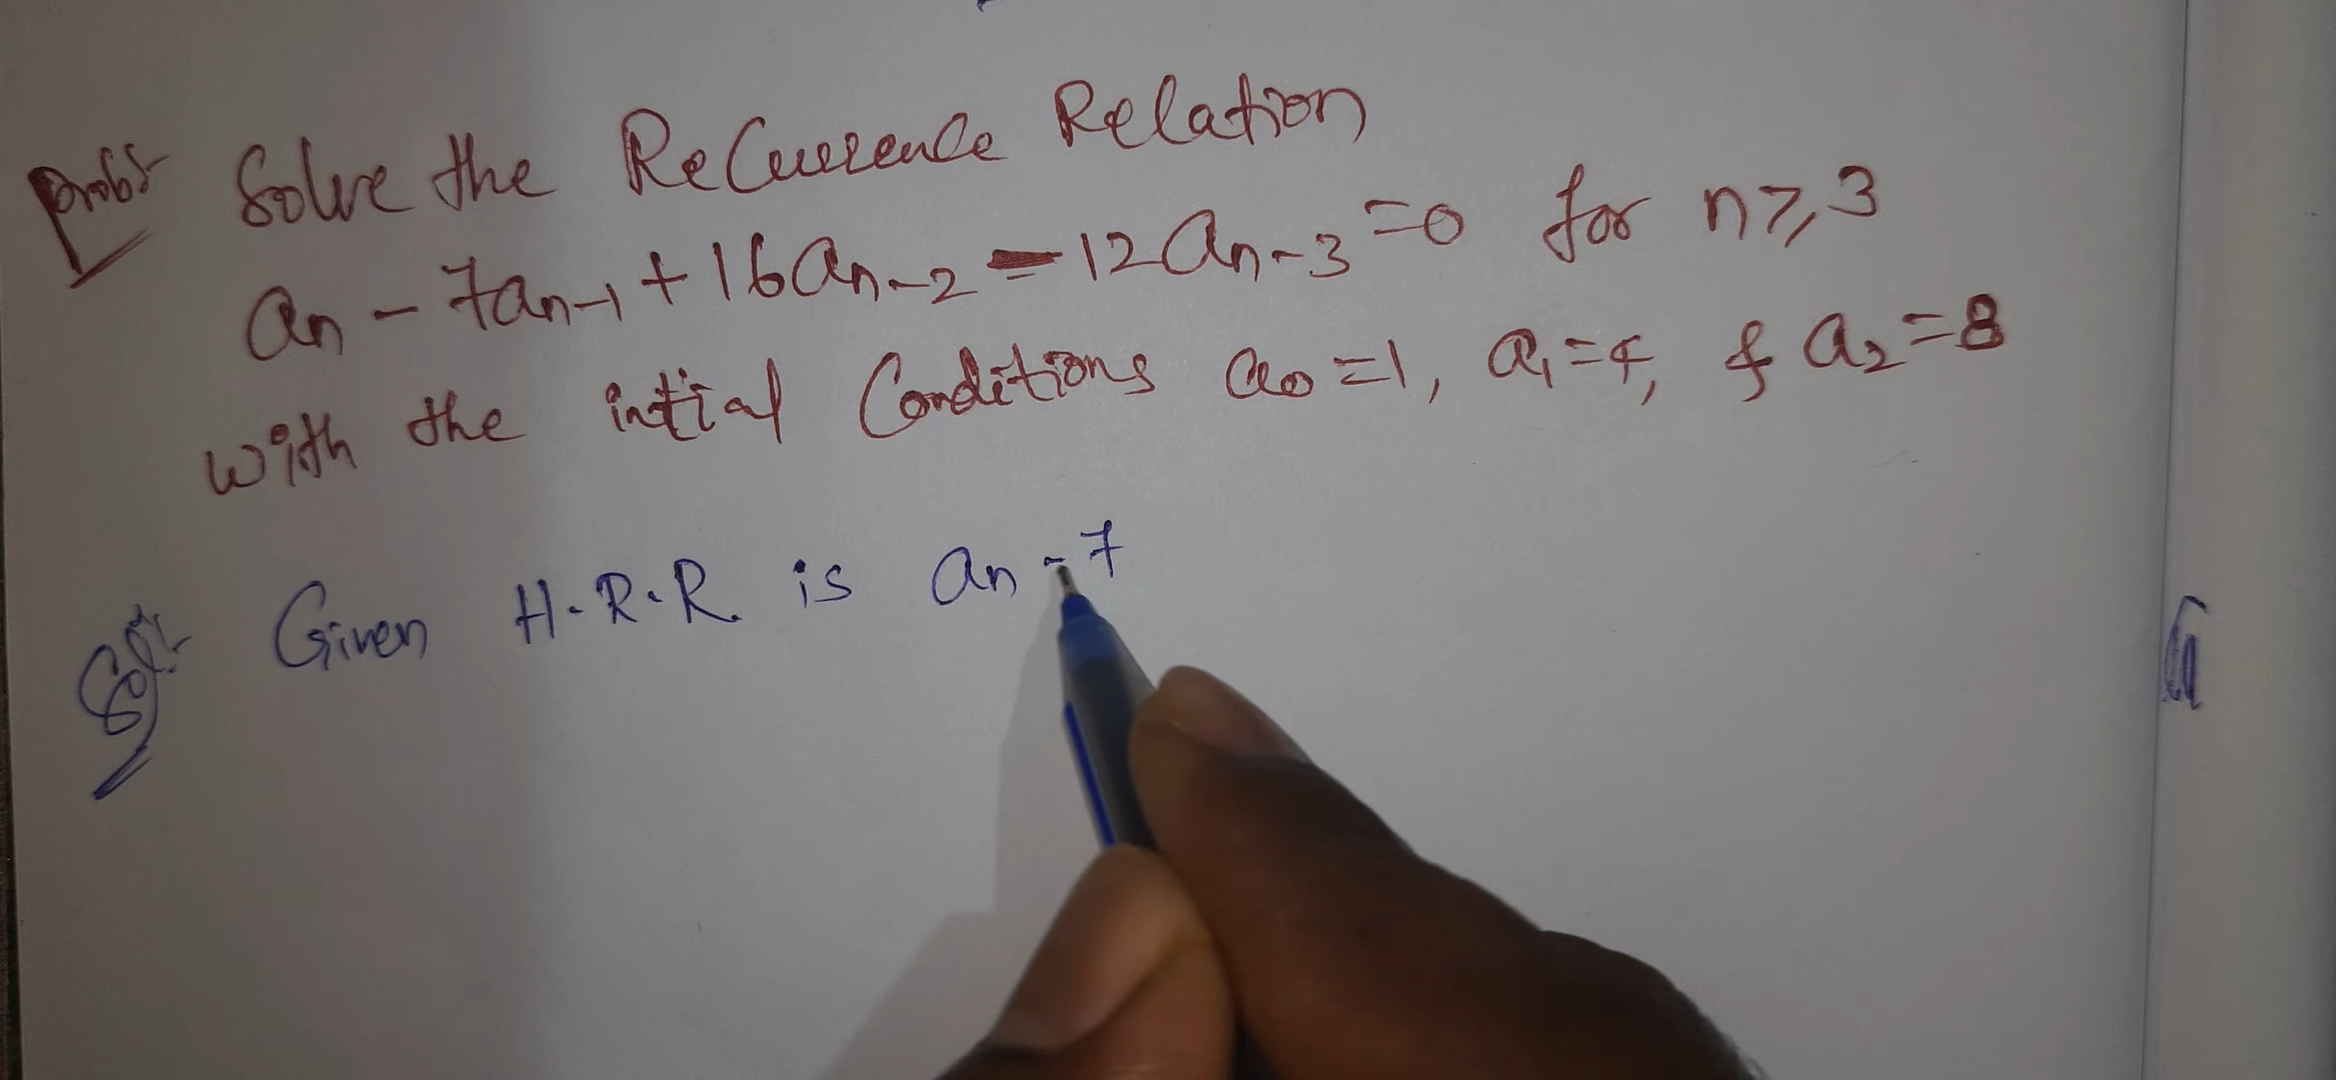 Prob:- Solve the Recurrence Relation
an - 7an-1 + 16an-2 - 12an-3 = 0 for n ≥ 3
with the intial Conditions a0 = 1, a1 = 4, & a2 = 8
Sol:- Given H.R.R. is an - 7